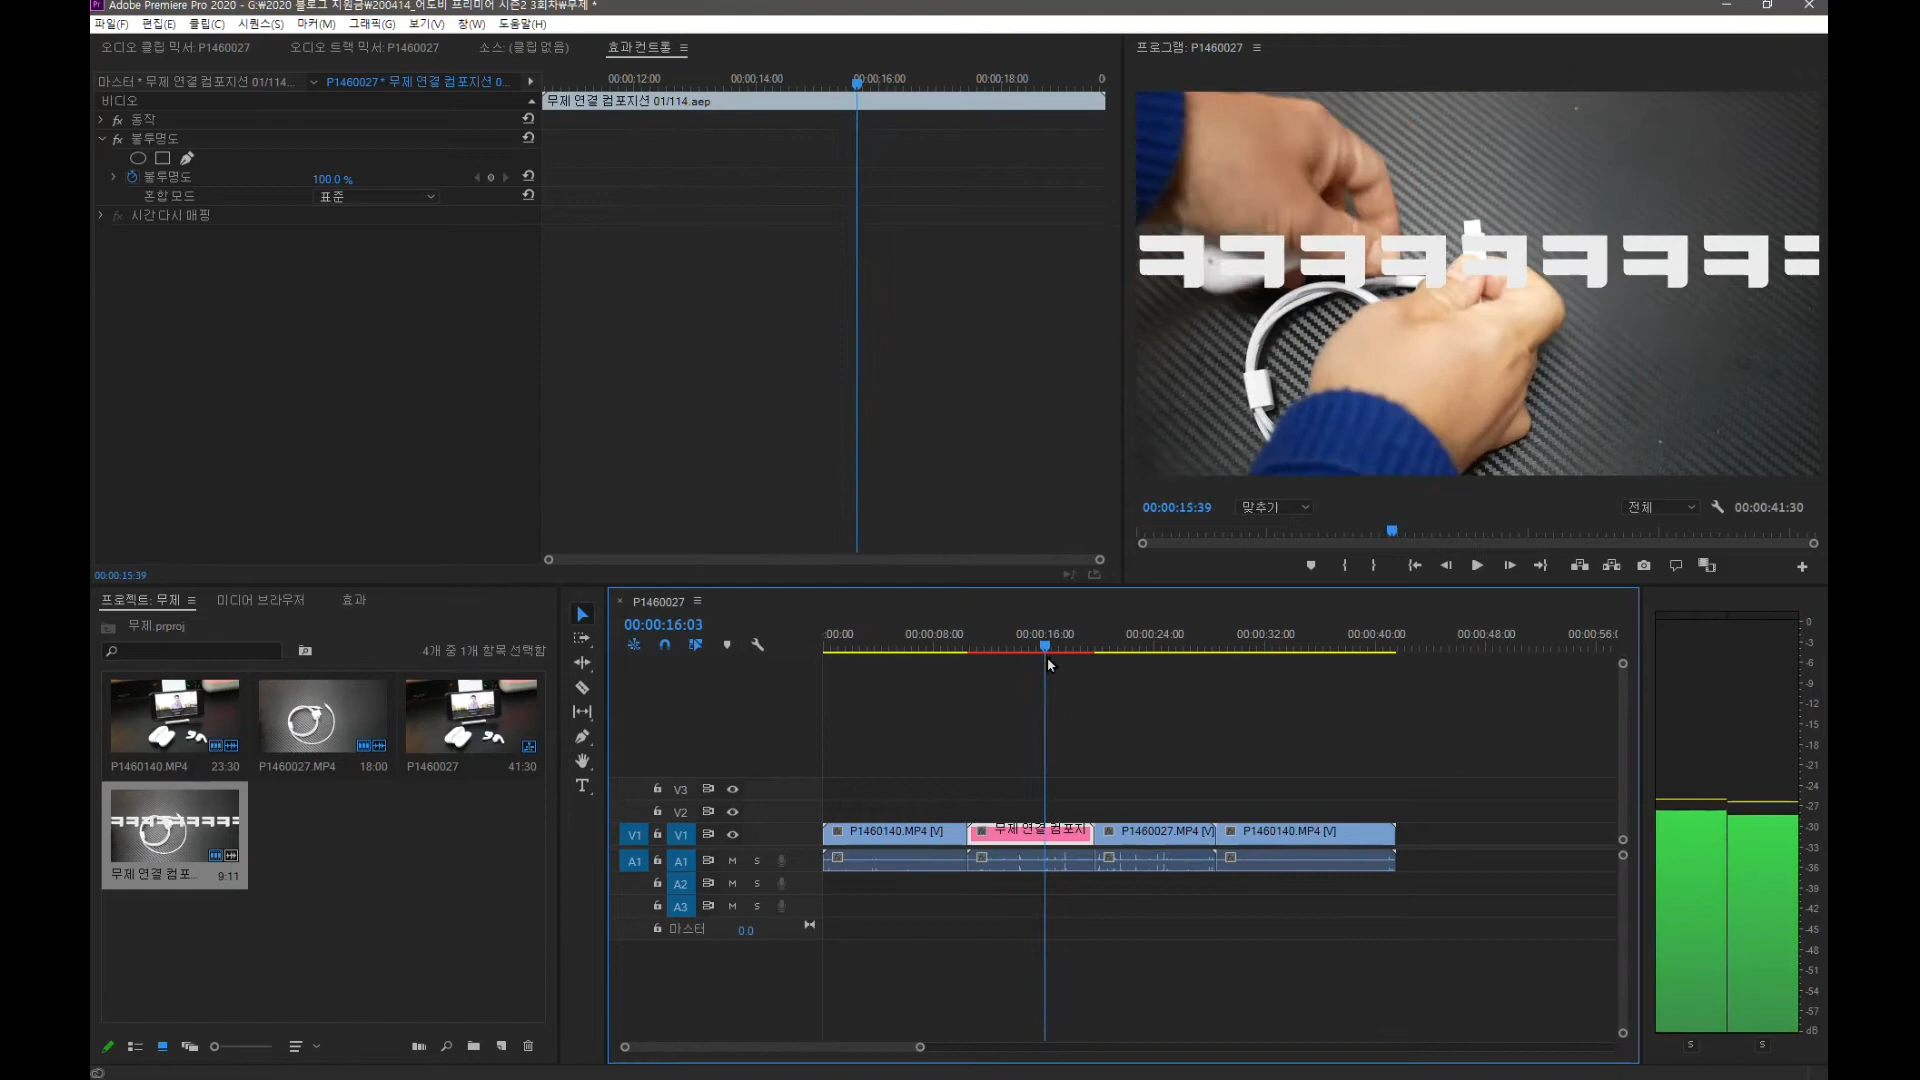 Adobe Premiere Pro 2020 - G:₩2020 블로그 지원금₩200414_어도비 프리미어 시즌2 3회차₩무제 *
파일(F) 편집(E) 클립(C) 시퀀스(S) 마커(M) 그래픽(G) 보기(V) 창(W) 도움말(H)
오디오 클립 믹서: P1460027 오디오 트랙 믹서: P1460027 소스: (클립 없음) 효과 컨트롤
마스터 * 무제 연결 컴포지션 01/114... P1460027 * 무제 연결 컴포지션 0...
00:00:12:00 00:00:14:00 00:00:16:00 00:00:18:00 0
비디오
무제 연결 컴포지션 01/114.aep
fx 동작
fx 불투명도
불투명도 100.0 %
혼합 모드 표준
fx 시간 다시 매핑
00:00:15:39
프로그램: P1460027
ㅋㅋㅋㅋㅋㅋㅋㅋㅋ
00:00:15:39 맞추기 전체 00:00:41:30
프로젝트: 무제 미디어 브라우저 효과
무제.prproj
4개 중 1개 항목 선택함
P1460140.MP4 23:30
P1460027.MP4 18:00
P1460027 41:30
무제 연결 컴포... 9:11
P1460027
00:00:16:03
:00:00 00:00:08:00 00:00:16:00 00:00:24:00 00:00:32:00 00:00:40:00 00:00:48:00 00:00:56:0
V3
V2
V1 V1 P1460140.MP4 [V] 무제 연결 컴포지 P1460027.MP4 [V] P1460140.MP4 [V]
A1 A1 M S
A2 M S
A3 M S
마스터 0.0
0
-3
-6
-9
-12
-15
-18
-21
-24
-27
-30
-33
-36
-39
-42
-45
-48
-51
-54
-57
dB
S S